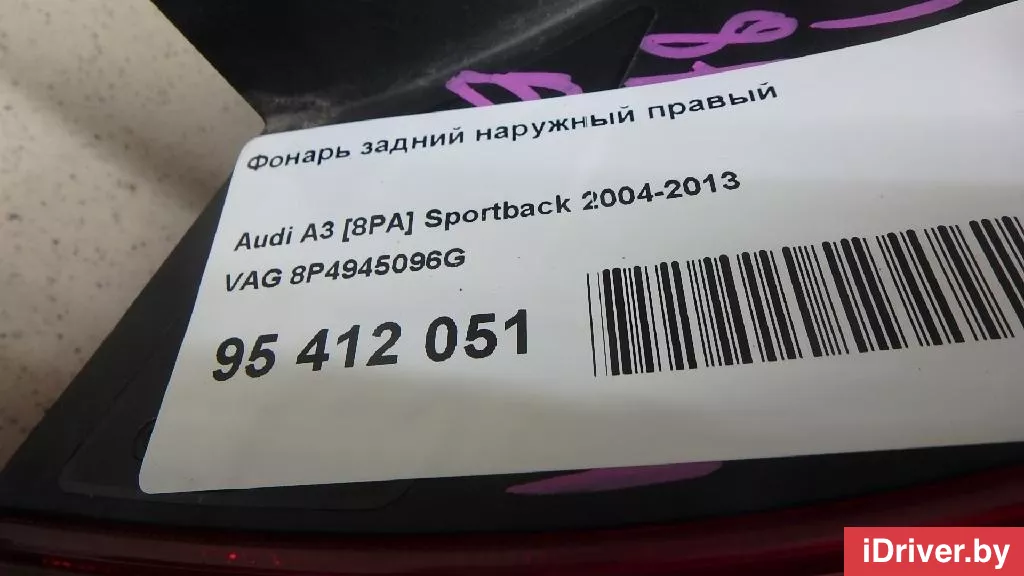 Фонарь задний наружный правый
Audi A3 [8PA] Sportback 2004-2013
VAG 8P4945096G
95 412 051
iDriver.by